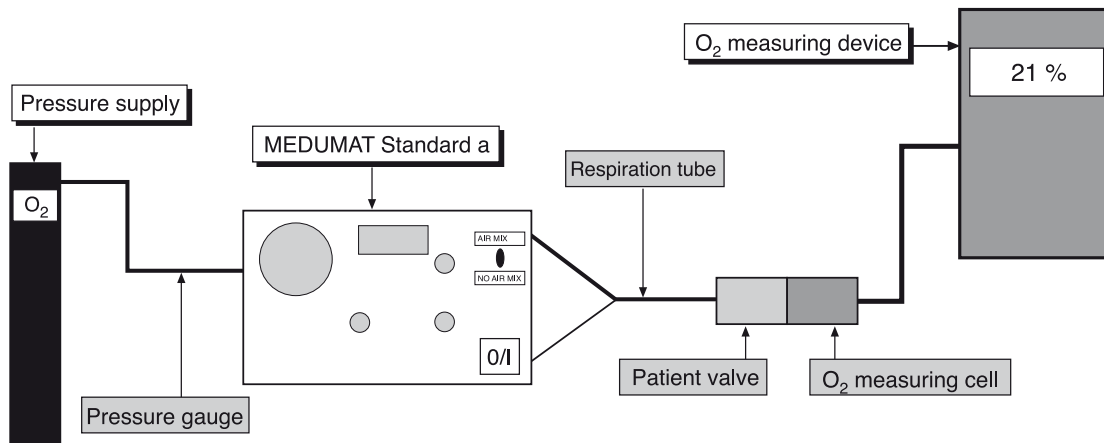 O2 measuring device
21 %
Pressure supply
MEDUMAT Standard a
Respiration tube
O2
AIR MIX
NO AIR MIX
0/I
Patient valve
O2 measuring cell
Pressure gauge